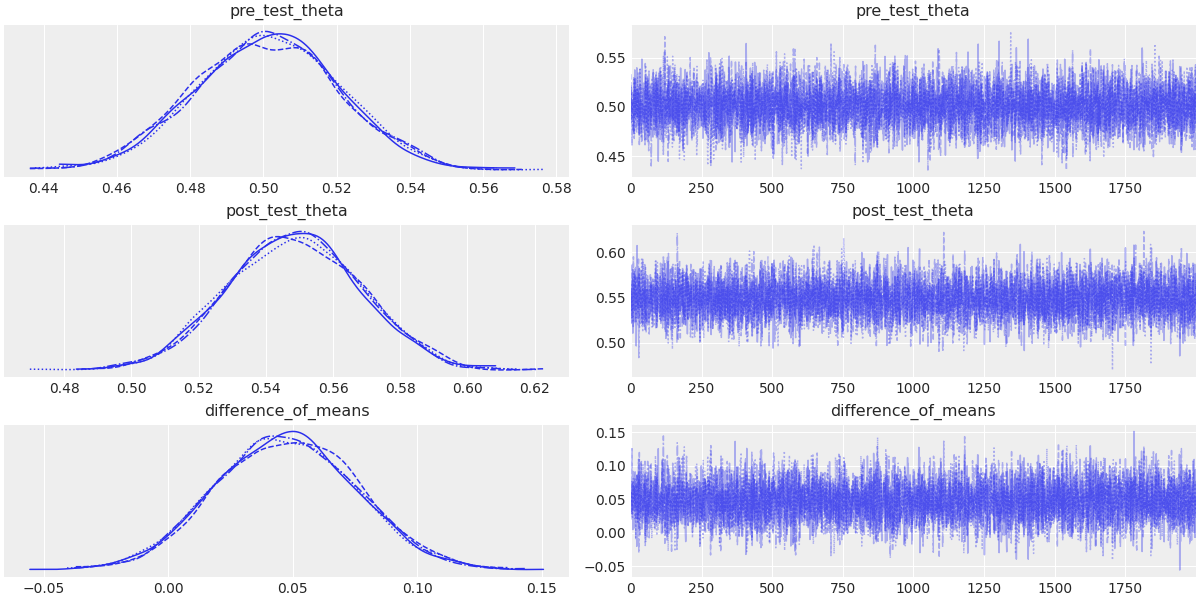 pre_test_theta
pre_test_theta
0.55
0.50
0.45
0.44 0.46 0.48 0.50 0.52 0.54 0.56 0.58
0 250 500 750 1000 1250 1500 1750
post_test_theta
post_test_theta
0.60
0.55
0.50
0.48 0.50 0.52 0.54 0.56 0.58 0.60 0.62
0 250 500 750 1000 1250 1500 1750
difference_of_means
difference_of_means
0.15
0.10
0.05
0.00
−0.05
−0.05 0.00 0.05 0.10 0.15
0 250 500 750 1000 1250 1500 1750